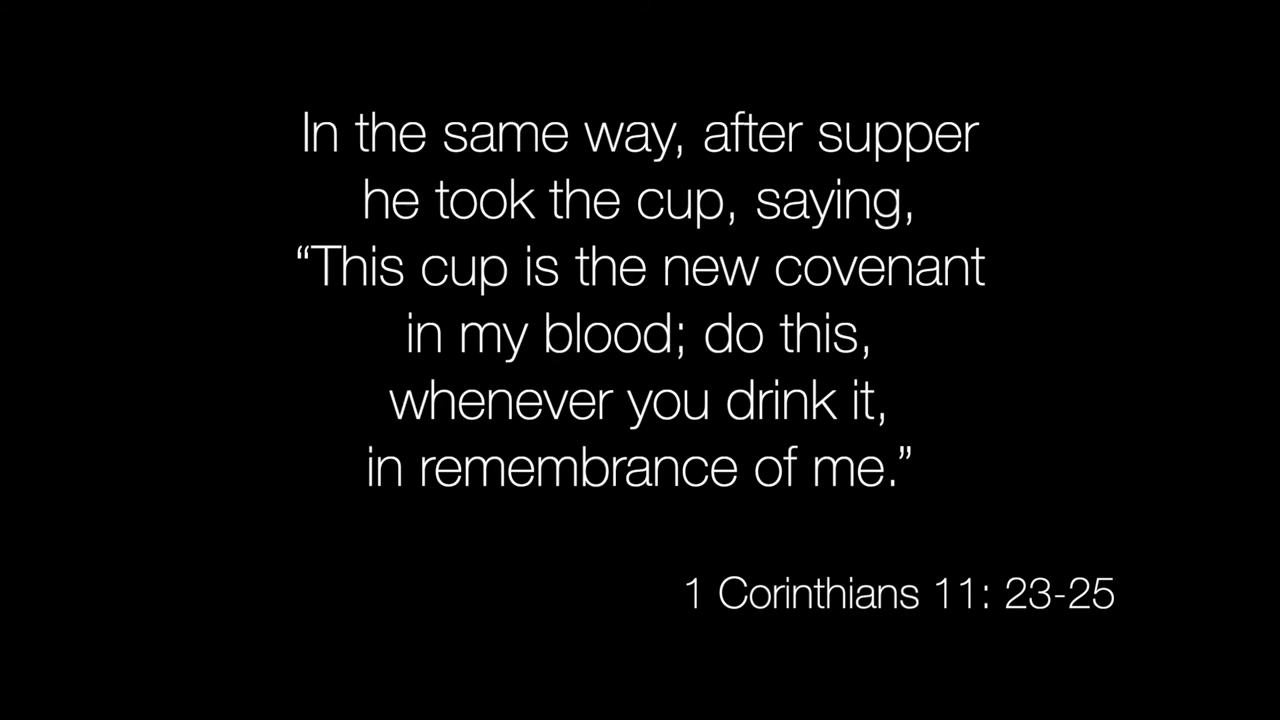 In the same way, after supper
he took the cup, saying,
“This cup is the new covenant
in my blood; do this,
whenever you drink it,
in remembrance of me.”
1 Corinthians 11: 23-25